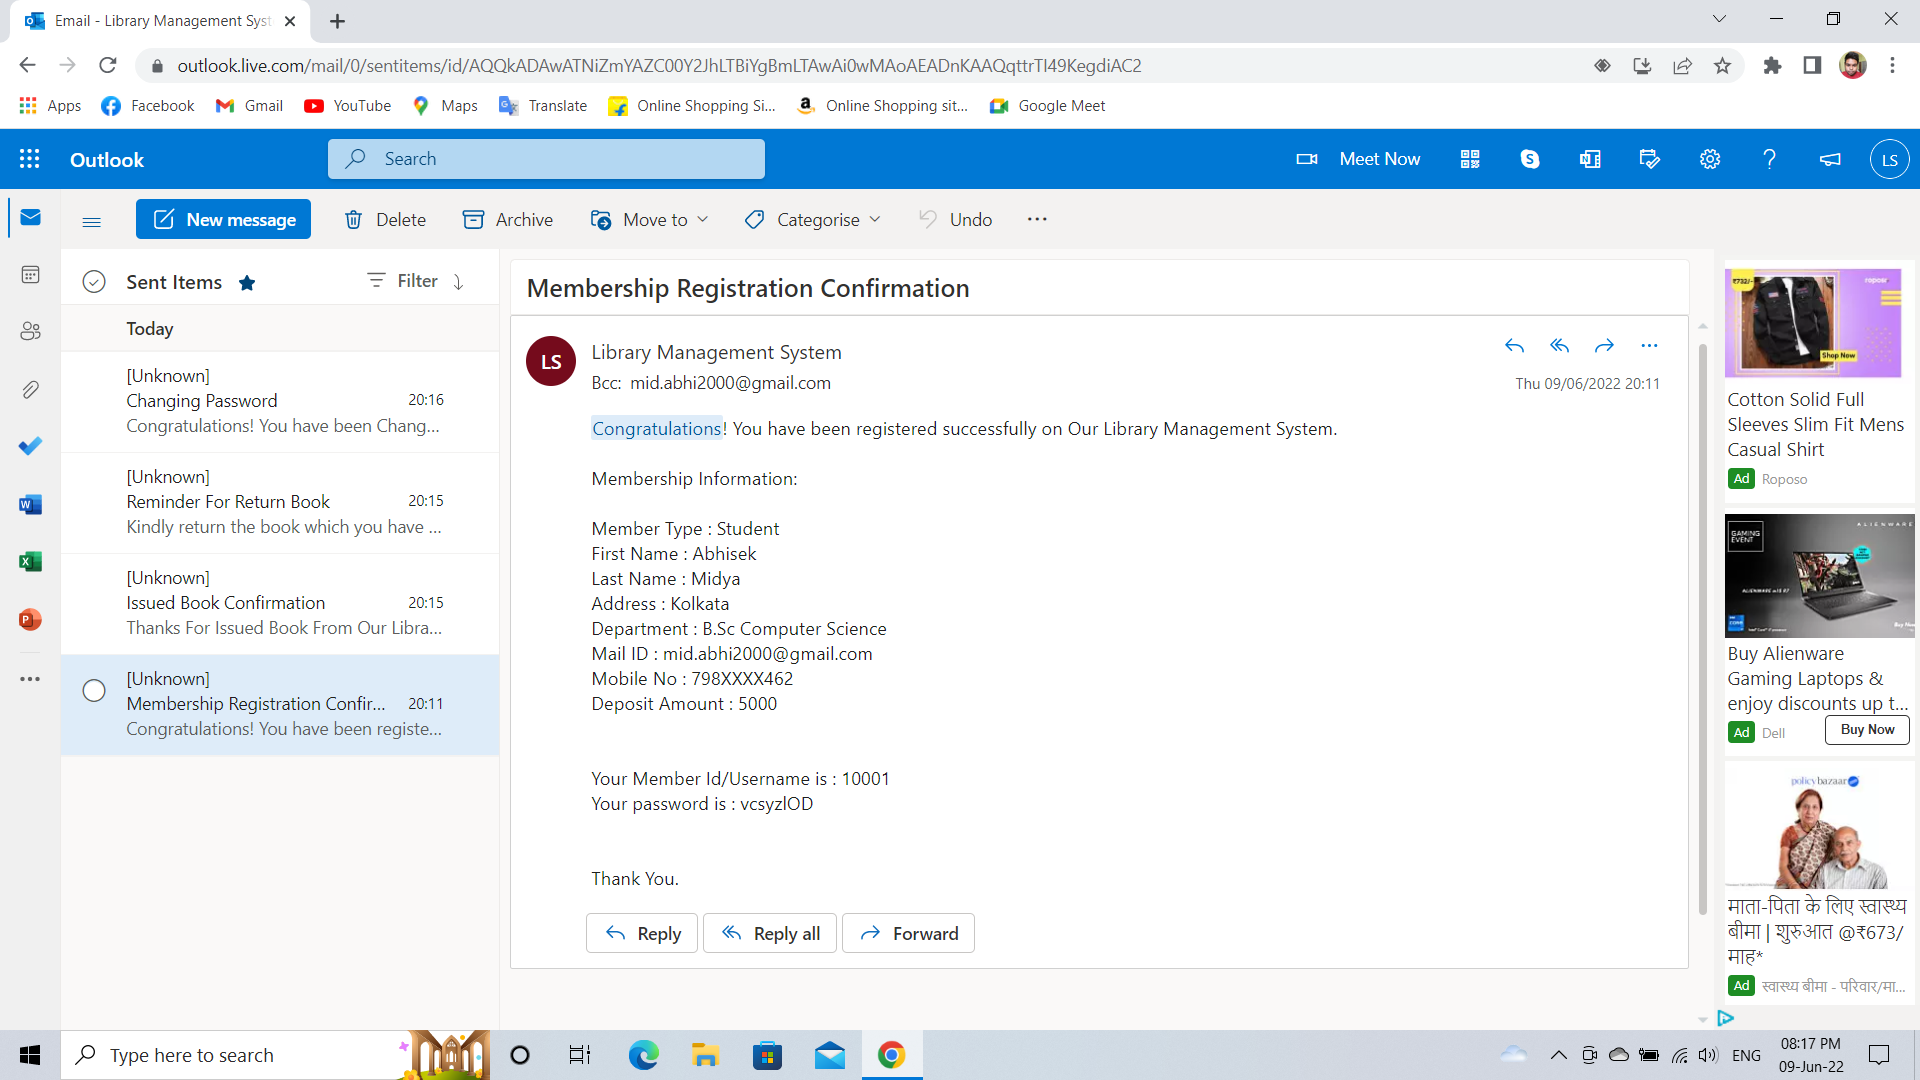 Email - Library Management Syst
outlook.live.com/mail/0/sentitems/id/AQQkADAwATNiZmYAZC00Y2JhLTBiYgBmLTAwAi0wMAoAEADnKAAQqttrTI49KegdiAC2
Apps Facebook Gmail YouTube Maps Translate Online Shopping Si... Online Shopping sit... Google Meet
Outlook Search Meet Now LS
New message Delete Archive Move to Categorise Undo
Sent Items Filter
Today
[Unknown]
Changing Password 20:16
Congratulations! You have been Chang...
[Unknown]
Reminder For Return Book 20:15
Kindly return the book which you have ...
[Unknown]
Issued Book Confirmation 20:15
Thanks For Issued Book From Our Libra...
[Unknown]
Membership Registration Confir... 20:11
Congratulations! You have been registe...
Membership Registration Confirmation
LS
Library Management System
Bcc: mid.abhi2000@gmail.com
Thu 09/06/2022 20:11
Congratulations! You have been registered successfully on Our Library Management System.
Membership Information:
Member Type : Student
First Name : Abhisek
Last Name : Midya
Address : Kolkata
Department : B.Sc Computer Science
Mail ID : mid.abhi2000@gmail.com
Mobile No : 798XXXX462
Deposit Amount : 5000
Your Member Id/Username is : 10001
Your password is : vcsyzlOD
Thank You.
Reply Reply all Forward
₹732/-
roposo
Shop Now
Cotton Solid Full
Sleeves Slim Fit Mens
Casual Shirt
Ad Roposo
ALIENWARE
GAMING
EVENT
Buy Alienware
Gaming Laptops &
enjoy discounts up t...
Ad Dell Buy Now
policybazaar
माता-पिता के लिए स्वास्थ्य
बीमा | शुरुआत @₹673/
माह*
Ad स्वास्थ्य बीमा - परिवार/मा...
Type here to search
ENG
08:17 PM
09-Jun-22